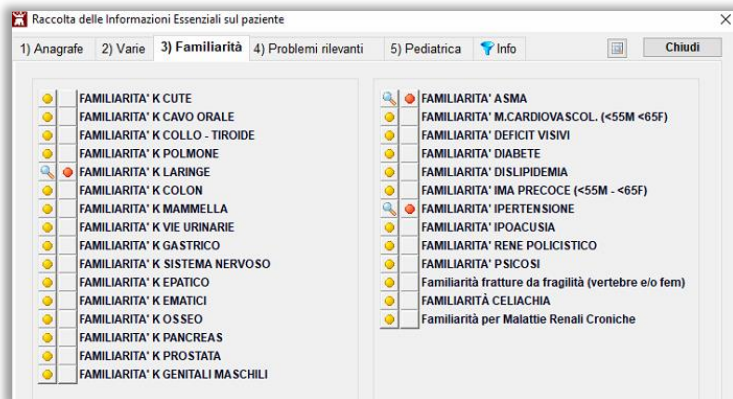 Raccolta delle Informazioni Essenziali sul paziente
1) Anagrafe 2) Varie 3) Familiarità 4) Problemi rilevanti 5) Pediatrica Info Chiudi
FAMILIARITA' K CUTE
FAMILIARITA' K CAVO ORALE
FAMILIARITA' K COLLO - TIROIDE
FAMILIARITA' K POLMONE
FAMILIARITA' K LARINGE
FAMILIARITA' K COLON
FAMILIARITA' K MAMMELLA
FAMILIARITA' K VIE URINARIE
FAMILIARITA' K GASTRICO
FAMILIARITA' K SISTEMA NERVOSO
FAMILIARITA' K EPATICO
FAMILIARITA' K EMATICI
FAMILIARITA' K OSSEO
FAMILIARITA' K PANCREAS
FAMILIARITA' K PROSTATA
FAMILIARITA' K GENITALI MASCHILI
FAMILIARITA' ASMA
FAMILIARITA' M.CARDIOVASCOL. (<55M <65F)
FAMILIARITA' DEFICIT VISIVI
FAMILIARITA' DIABETE
FAMILIARITA' DISLIPIDEMIA
FAMILIARITA' IMA PRECOCE (<55M - <65F)
FAMILIARITA' IPERTENSIONE
FAMILIARITA' IPOACUSIA
FAMILIARITA' RENE POLICISTICO
FAMILIARITA' PSICOSI
Familiarità fratture da fragilità (vertebre e/o fem)
FAMILIARITÀ CELIACHIA
Familiarità per Malattie Renali Croniche